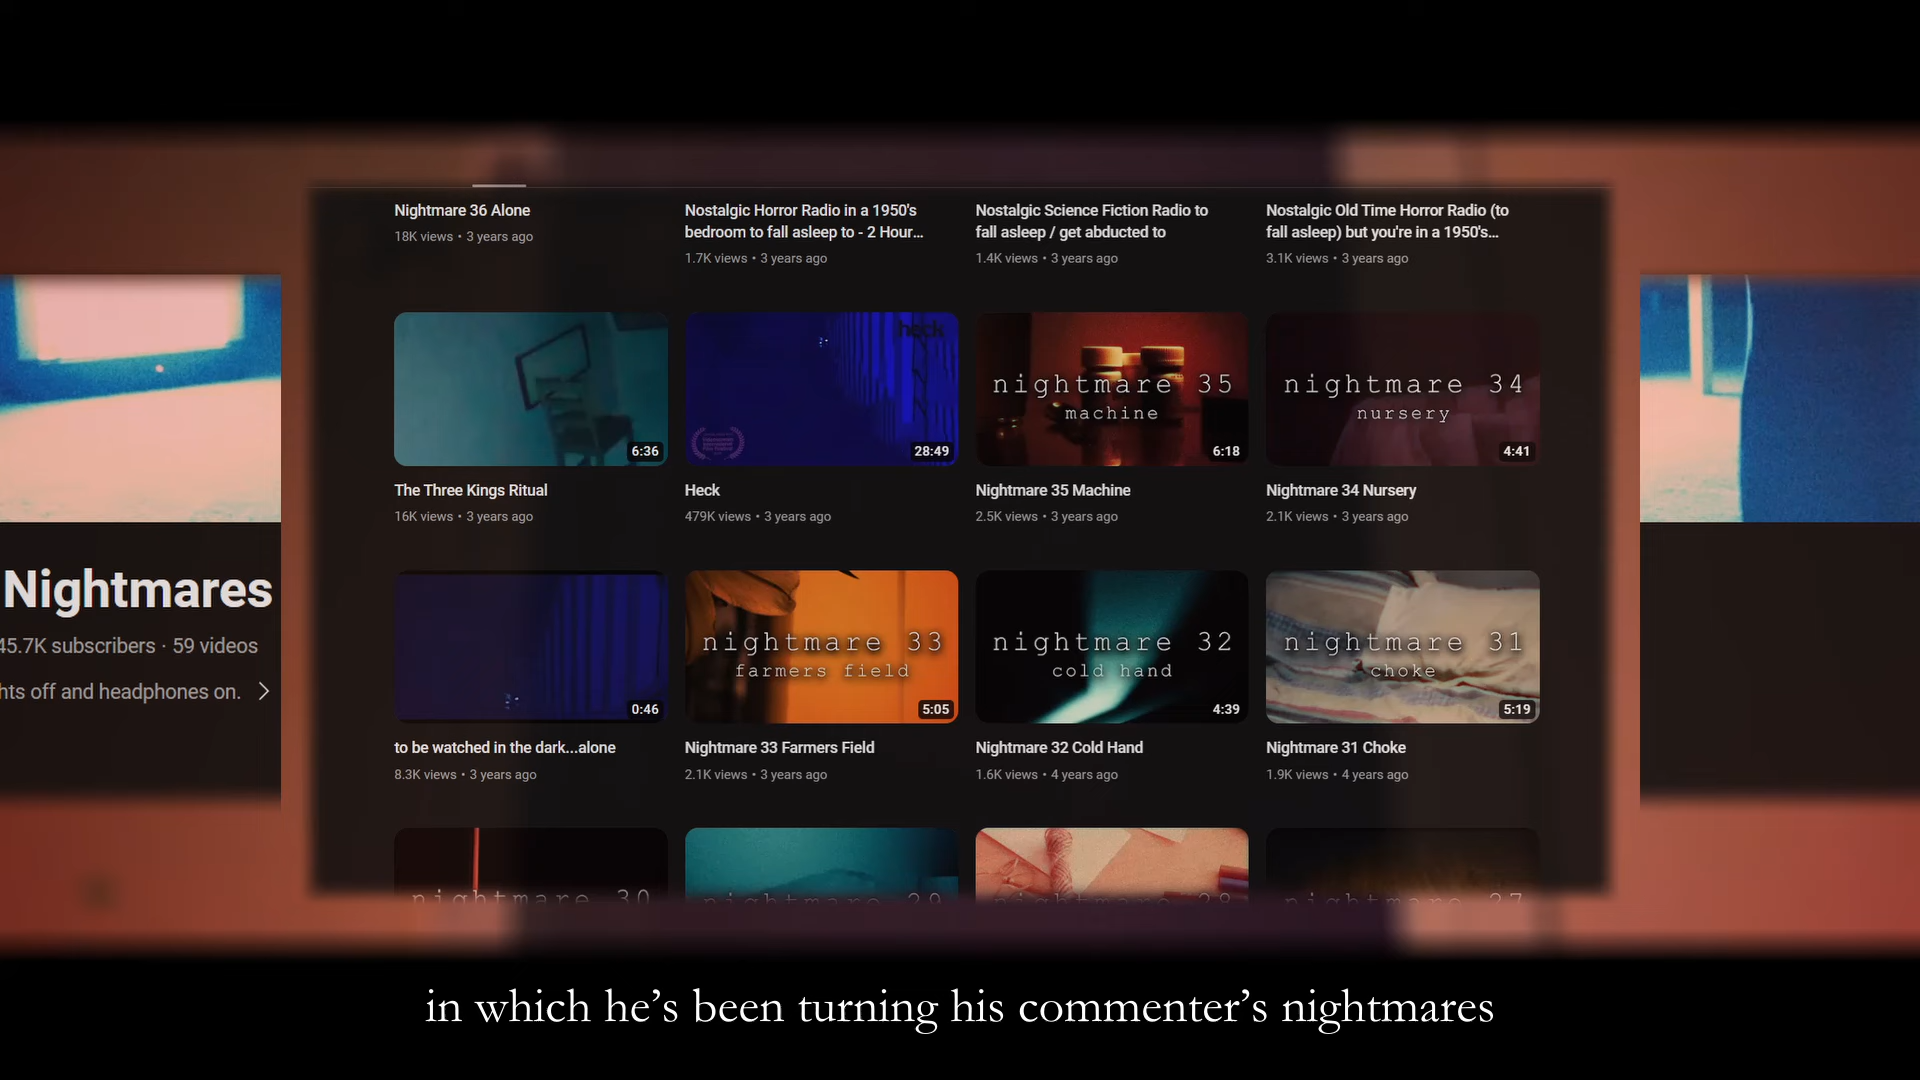 Nightmare 36 Alone
18K views • 3 years ago
Nostalgic Horror Radio in a 1950's
bedroom to fall asleep to - 2 Hour...
1.7K views • 3 years ago
Nostalgic Science Fiction Radio to
fall asleep / get abducted to
1.4K views • 3 years ago
Nostalgic Old Time Horror Radio (to
fall asleep) but you're in a 1950's...
3.1K views • 3 years ago
6:36
The Three Kings Ritual
16K views • 3 years ago
heck
28:49
Heck
479K views • 3 years ago
nightmare 35
machine
6:18
Nightmare 35 Machine
2.5K views • 3 years ago
nightmare 34
nursery
4:41
Nightmare 34 Nursery
2.1K views • 3 years ago
Nightmares
45.7K subscribers · 59 videos
hts off and headphones on.
0:46
to be watched in the dark...alone
8.3K views • 3 years ago
nightmare 33
farmers field
5:05
Nightmare 33 Farmers Field
2.1K views • 3 years ago
nightmare 32
cold hand
4:39
Nightmare 32 Cold Hand
1.6K views • 4 years ago
nightmare 31
choke
5:19
Nightmare 31 Choke
1.9K views • 4 years ago
nightmare 30
nightmare 29
nightmare 28
nightmare 27
in which he’s been turning his commenter’s nightmares